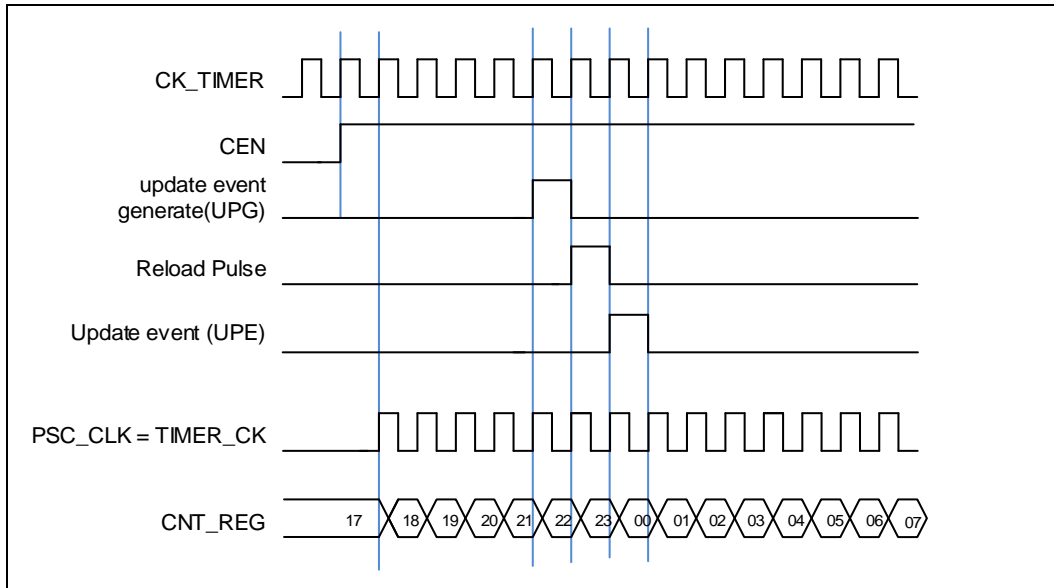 CK_TIMER
CEN
update event
generate(UPG)
Reload Pulse
Update event (UPE)
PSC_CLK = TIMER_CK
CNT_REG 17 18 19 20 21 22 23 00 01 02 03 04 05 06 07